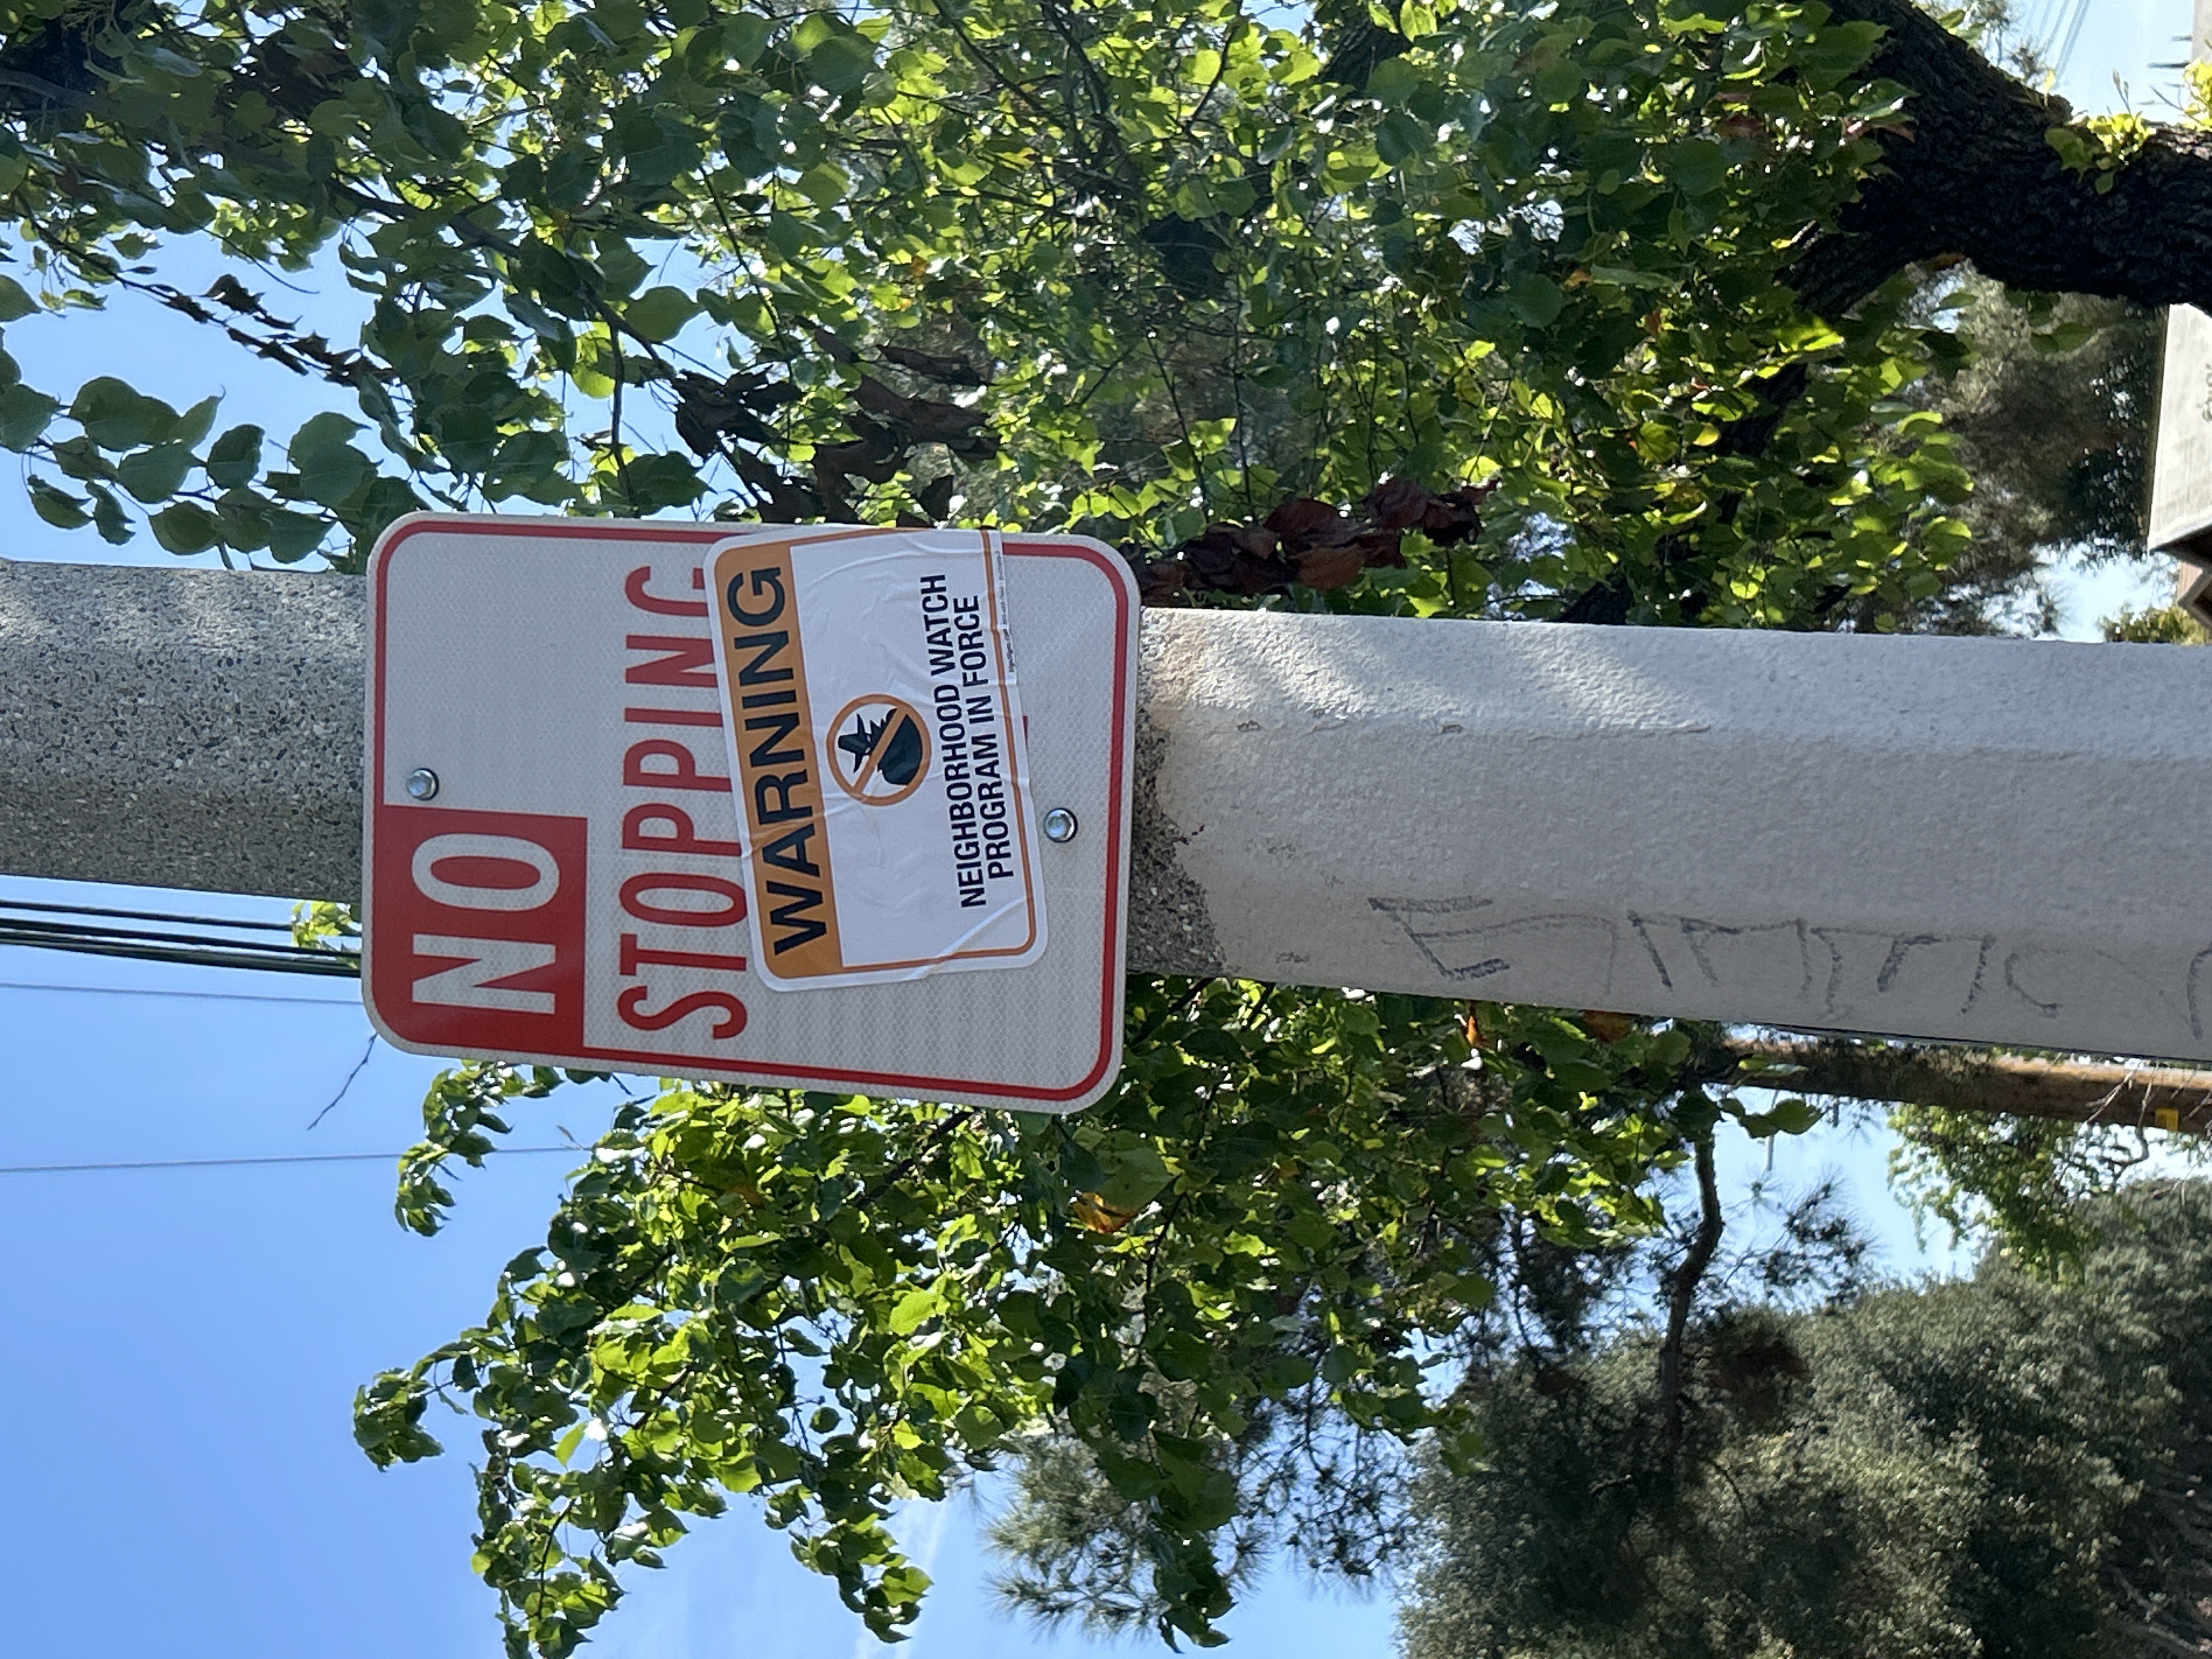 NO
STOPPING
WARNING
NEIGHBORHOOD WATCH
PROGRAM IN FORCE